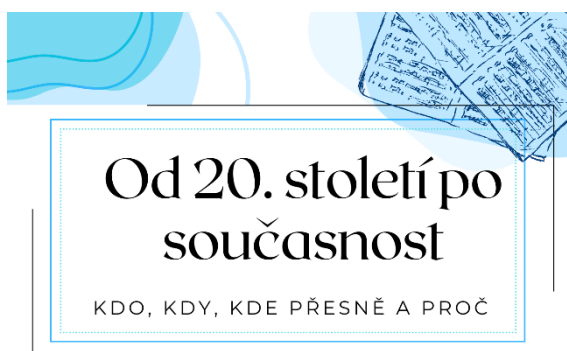 Od 20. století po
současnost
KDO, KDY, KDE PŘESNĚ A PROČ